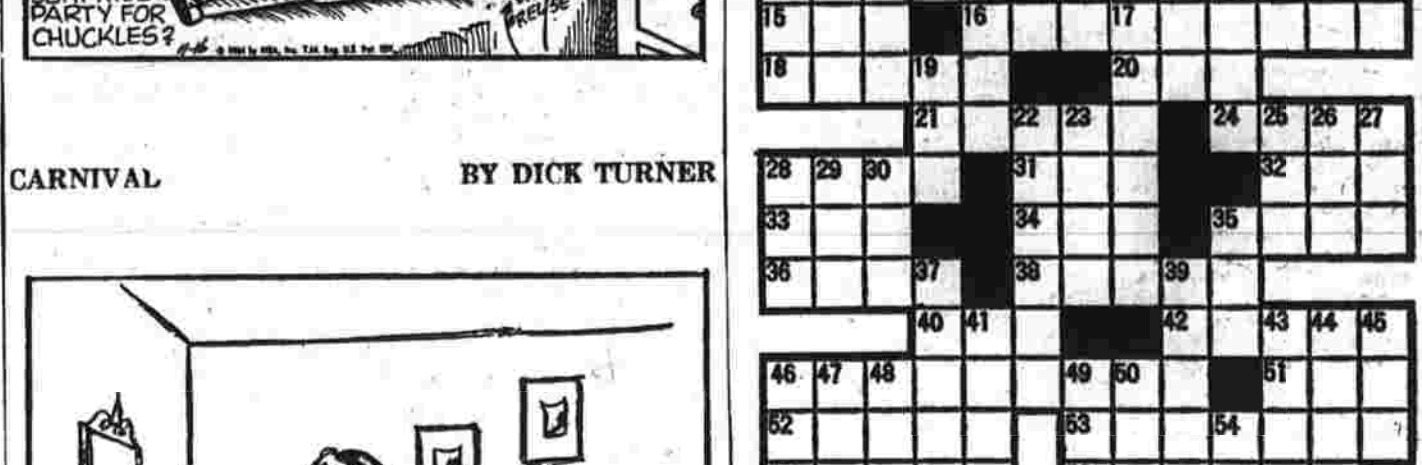 PARTY FOR
CHUCKLES?
PREUSE
CARNIVAL
BY DICK TURNER
15 16 17
18 19 20
21 22 23 24 25 26 27
28 29 30 31 32
33 34 35
36 37 38 39
40 41 42 43 44 45
46 47 48 49 50 51
52 53 54